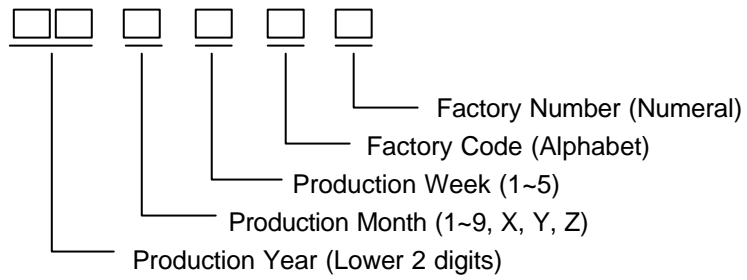 Factory Number (Numeral)
Factory Code (Alphabet)
Production Week (1~5)
Production Month (1~9, X, Y, Z)
Production Year (Lower 2 digits)